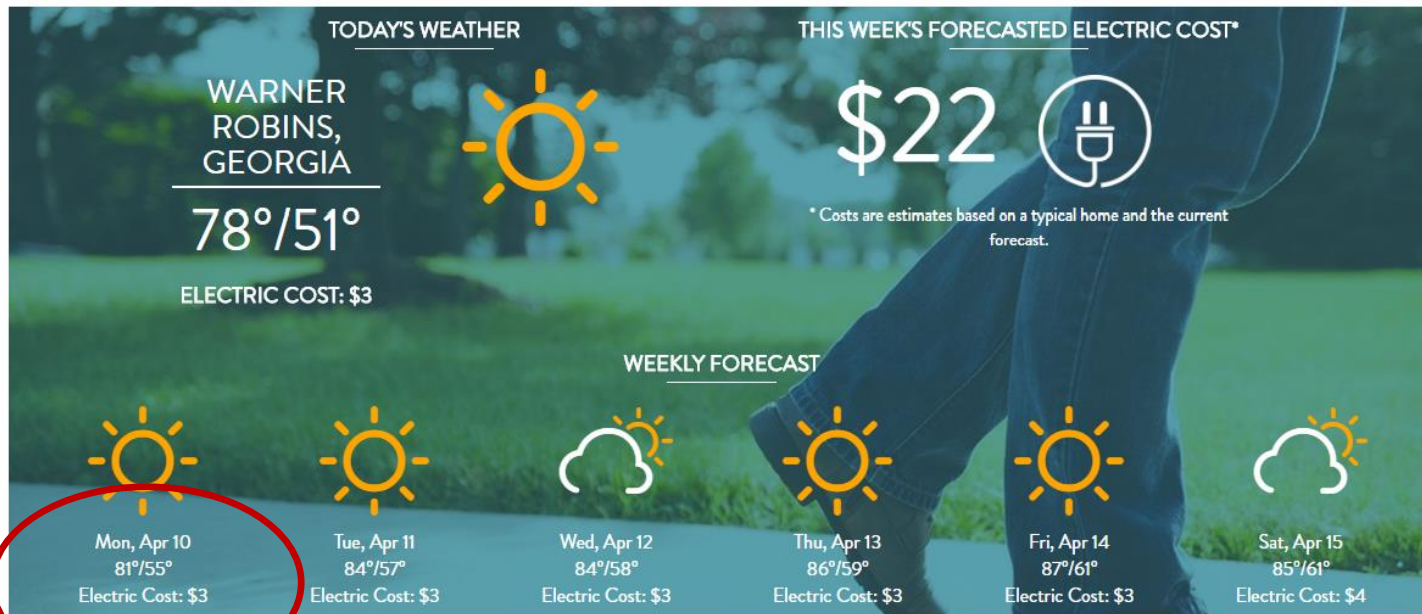 TODAY'S WEATHER
WARNER
ROBINS,
GEORGIA
78°/51°
ELECTRIC COST: $3
THIS WEEK'S FORECASTED ELECTRIC COST*
$22
* Costs are estimates based on a typical home and the current
forecast.
WEEKLY FORECAST
Mon, Apr 10
81°/55°
Electric Cost: $3
Tue, Apr 11
84°/57°
Electric Cost: $3
Wed, Apr 12
84°/58°
Electric Cost: $3
Thu, Apr 13
86°/59°
Electric Cost: $3
Fri, Apr 14
87°/61°
Electric Cost: $3
Sat, Apr 15
85°/61°
Electric Cost: $4